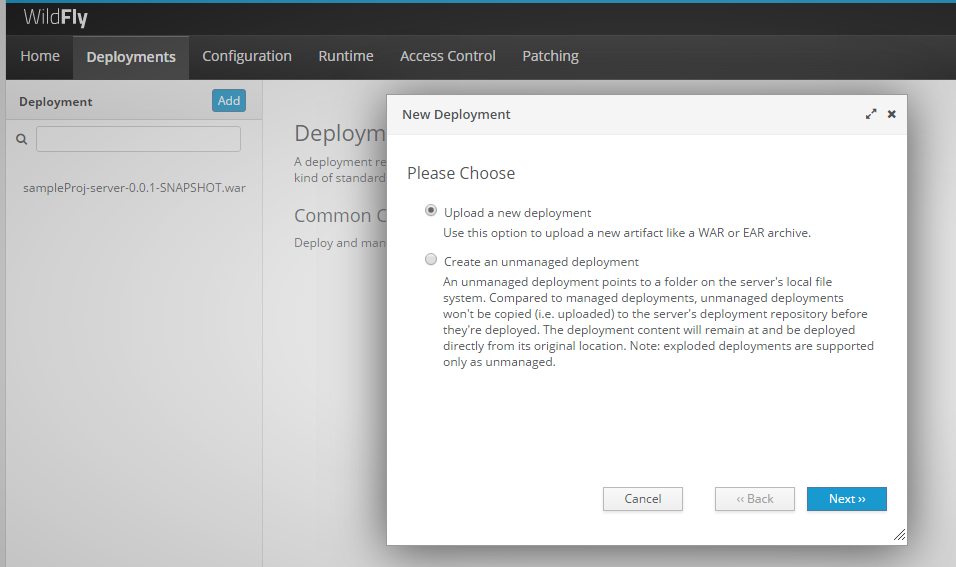 WildFly
Home Deployments Configuration Runtime Access Control Patching
Deployment Add
sampleProj-server-0.0.1-SNAPSHOT.war
Deploym
A deployment re
kind of standard
Common C
Deploy and man
New Deployment
Please Choose
Upload a new deployment
Use this option to upload a new artifact like a WAR or EAR archive.
Create an unmanaged deployment
An unmanaged deployment points to a folder on the server's local file
system. Compared to managed deployments, unmanaged deployments
won't be copied (i.e. uploaded) to the server's deployment repository before
they're deployed. The deployment content will remain at and be deployed
directly from its original location. Note: exploded deployments are supported
only as unmanaged.
Cancel ‹‹ Back Next ››